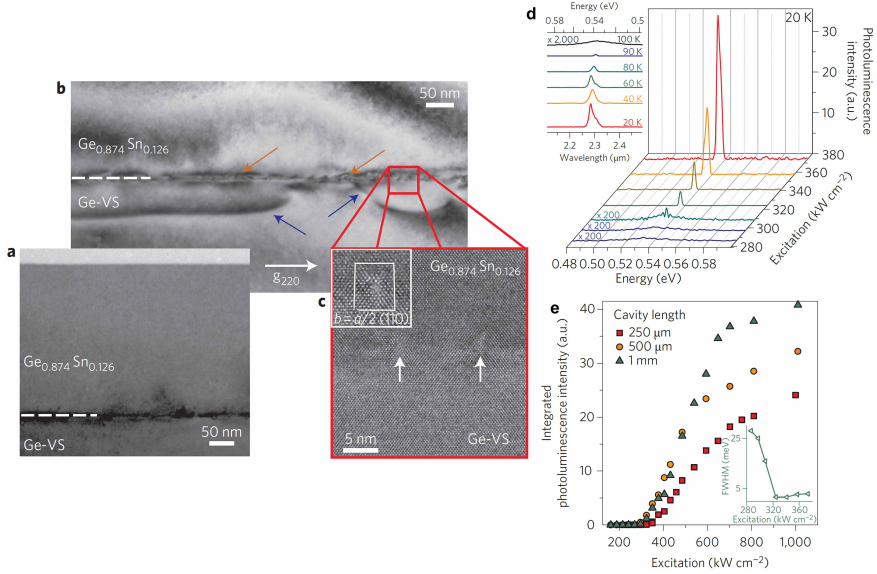 b
50 nm
Ge0.874 Sn0.126
Ge-VS
g220
a
Ge0.874 Sn0.126
Ge-VS
50 nm
c
Ge0.874 Sn0.126
b = a/2 ⟨110⟩
5 nm
Ge-VS
d
Energy (eV)
0.58 0.54 0.5
x 2,000 100 K
90 K
80 K
60 K
40 K
20 K
2.2 2.3 2.4
Wavelength (µm)
20 K
30
20
10
Photoluminescence
intensity (a.u.)
380
360
340
320
300
280
Excitation (kW cm−2)
x 200
x 200
x 200
0.48 0.50 0.52 0.54 0.56 0.58
Energy (eV)
e
Cavity length
250 µm
500 µm
1 mm
40
30
20
10
0
Integrated
photoluminescence intensity (a.u.)
25
5
FWHM (meV)
280 320 360
Excitation (kW cm−2)
200 400 600 800 1,000
Excitation (kW cm−2)